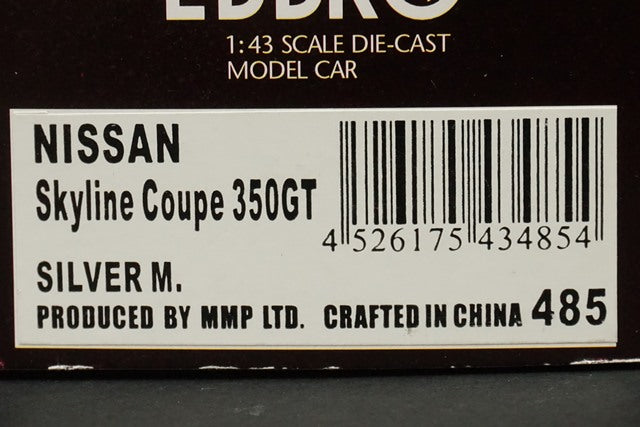 EBBRO
1:43 SCALE DIE-CAST
MODEL CAR
NISSAN
Skyline Coupe 350GT
4 526175 434854
SILVER M.
PRODUCED BY MMP LTD. CRAFTED IN CHINA 485